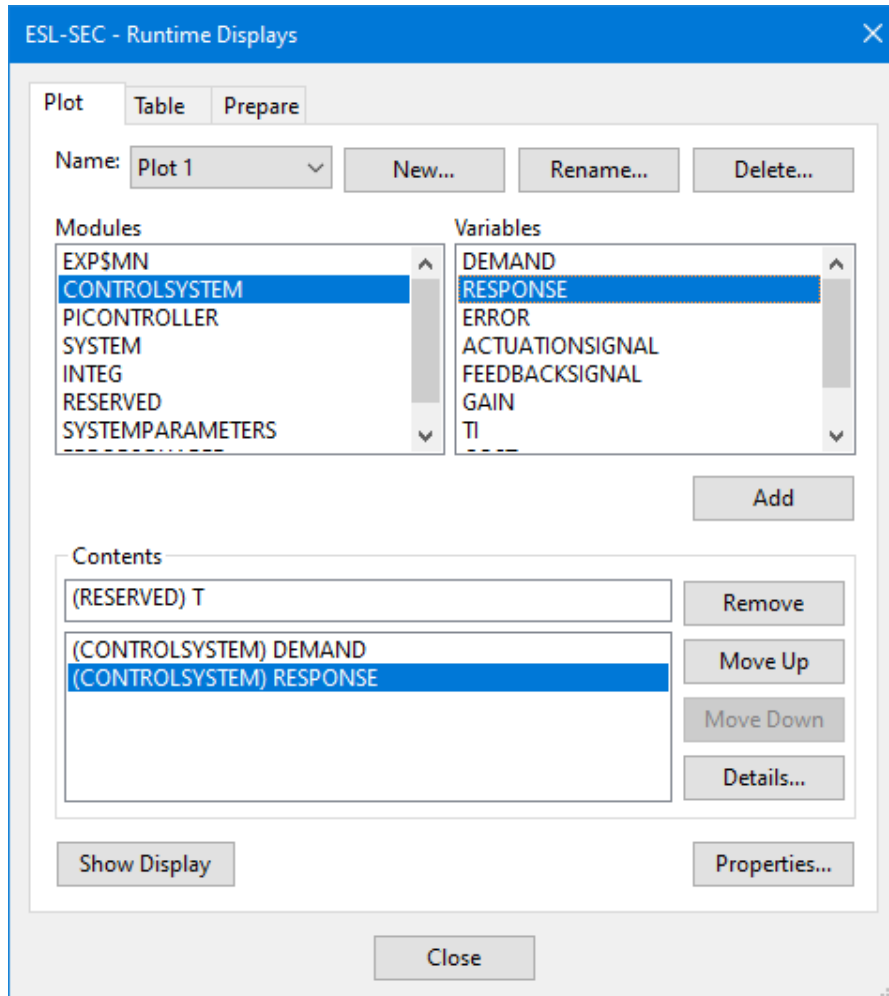 ESL-SEC - Runtime Displays
Plot
Table
Prepare
Name:
Plot 1
New...
Rename...
Delete...
Modules
Variables
EXP$MN
CONTROLSYSTEM
PICONTROLLER
SYSTEM
INTEG
RESERVED
SYSTEMPARAMETERS
DEMAND
RESPONSE
ERROR
ACTUATIONSIGNAL
FEEDBACKSIGNAL
GAIN
TI
Add
Contents
(RESERVED) T
Remove
(CONTROLSYSTEM) DEMAND
(CONTROLSYSTEM) RESPONSE
Move Up
Move Down
Details...
Show Display
Properties...
Close